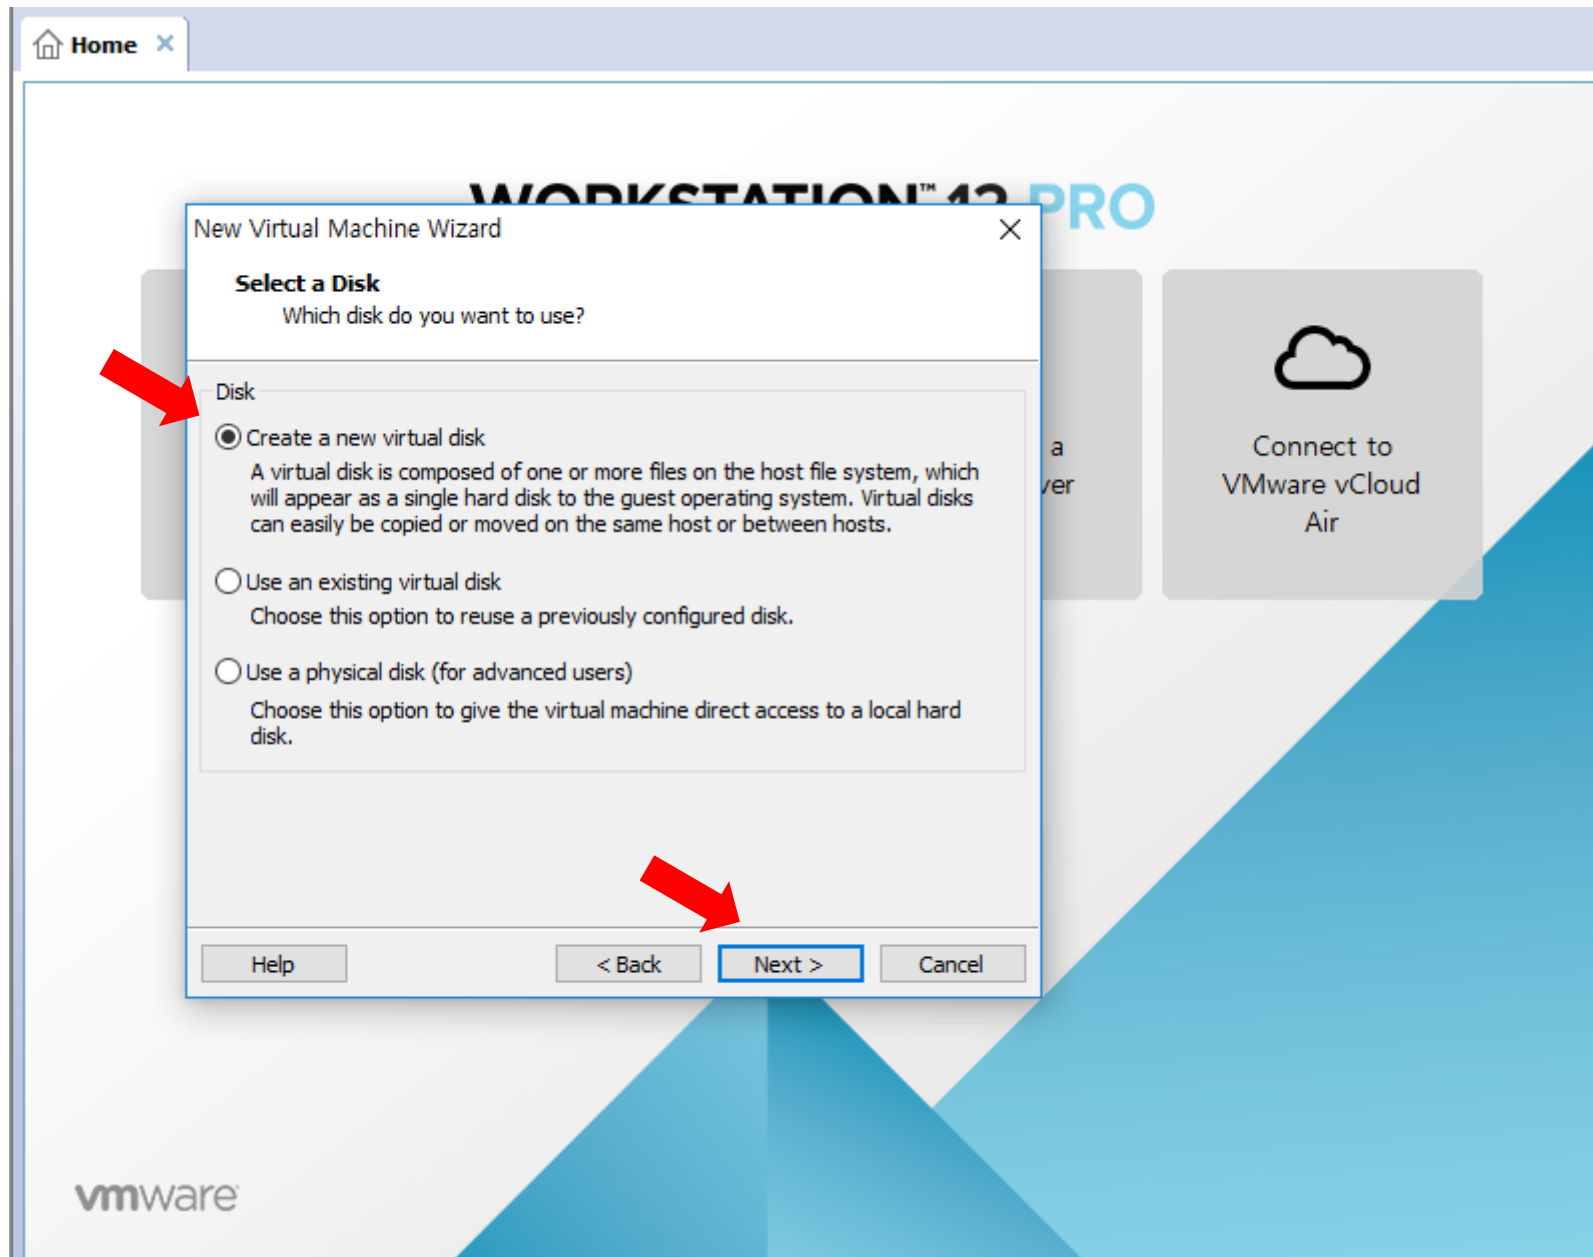 Home
WORKSTATION™ 12 PRO
New Virtual Machine Wizard
Select a Disk
Which disk do you want to use?
Disk
Create a new virtual disk
A virtual disk is composed of one or more files on the host file system, which
will appear as a single hard disk to the guest operating system. Virtual disks
can easily be copied or moved on the same host or between hosts.
Use an existing virtual disk
Choose this option to reuse a previously configured disk.
Use a physical disk (for advanced users)
Choose this option to give the virtual machine direct access to a local hard
disk.
Help
< Back
Next >
Cancel
a
ver
Connect to
VMware vCloud
Air
vmware